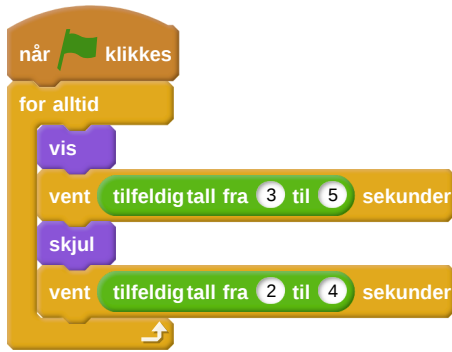 når klikkes
for alltid
vis
vent tilfeldig tall fra 3 til 5 sekunder
skjul
vent tilfeldig tall fra 2 til 4 sekunder